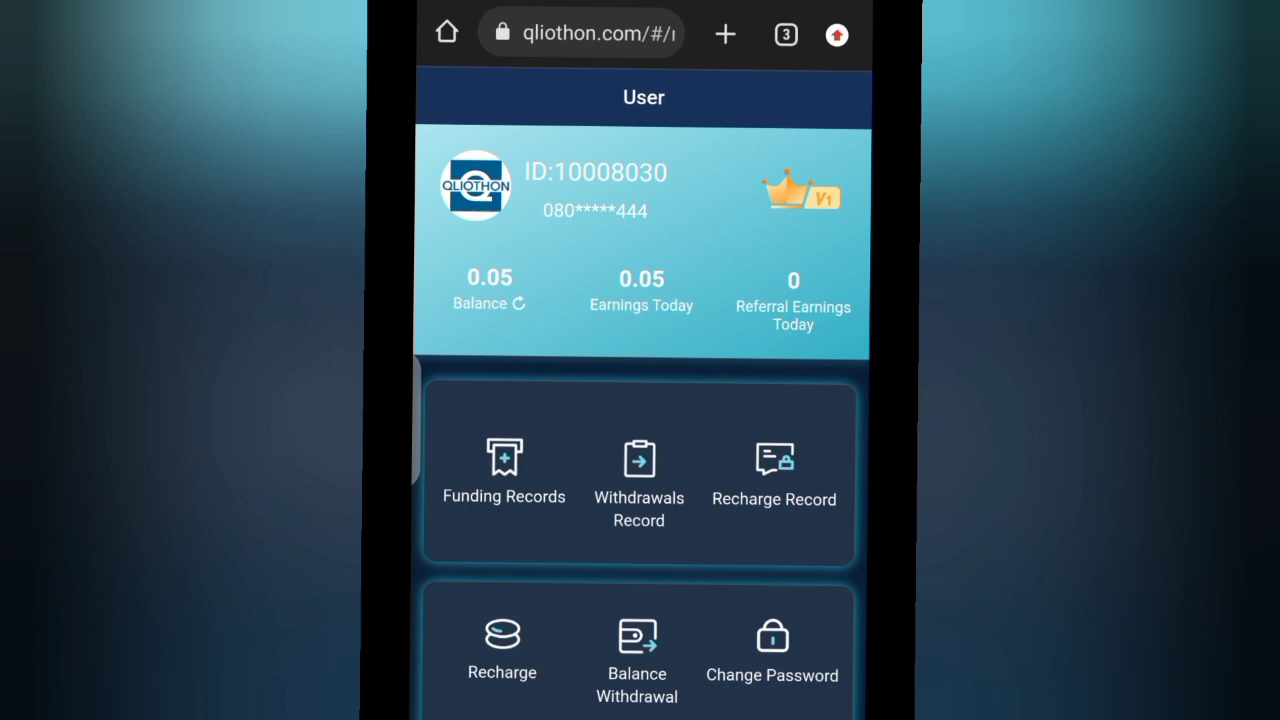 qliothon.com/#/
3
User
QLIOTHON
ID:10008030
080*****444
V1
0.05
0.05
0
Balance
Earnings Today
Referral Earnings
Today
Funding Records
Withdrawals
Record
Recharge Record
Recharge
Balance
Withdrawal
Change Password